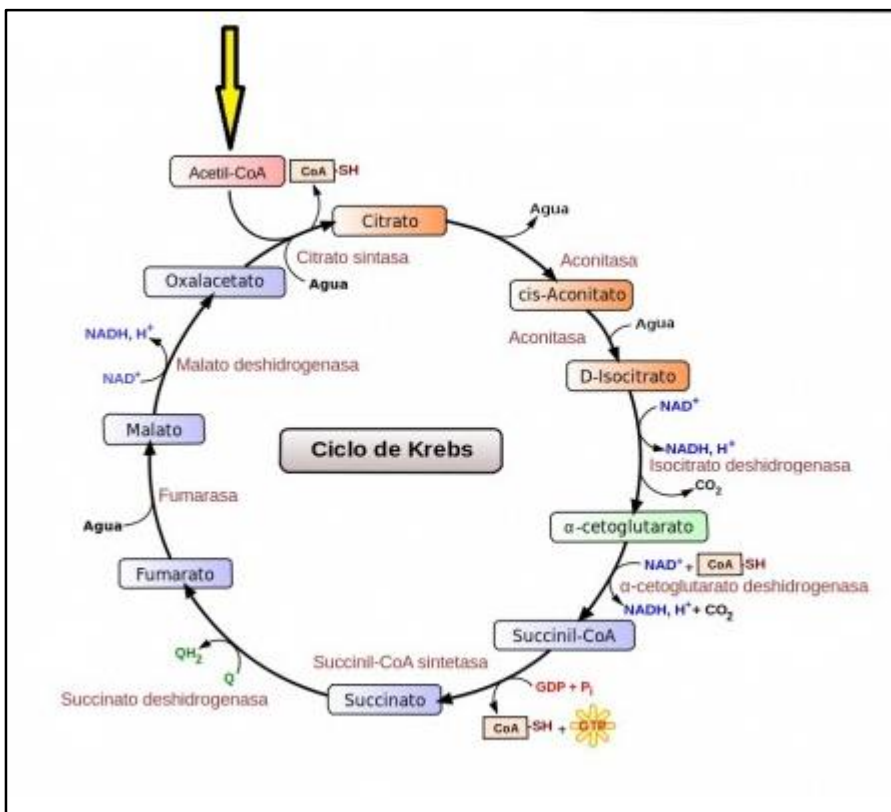 Acetil-CoA
CoA -SH
Citrato
Agua
Citrato sintasa
Agua
Oxalacetato
Aconitasa
cis-Aconitato
Agua
Aconitasa
D-Isocitrato
NAD⁺
NADH, H⁺
Isocitrato deshidrogenasa
CO₂
α-cetoglutarato
NAD⁺ + CoA -SH
α-cetoglutarato deshidrogenasa
NADH, H⁺ + CO₂
Succinil-CoA
Succinil-CoA sintetasa
GDP + Pᵢ
CoA -SH + GTP
Succinato
Succinato deshidrogenasa
Q
QH₂
Fumarato
Agua
Fumarasa
Malato
NAD⁺
NADH, H⁺
Malato deshidrogenasa
Ciclo de Krebs